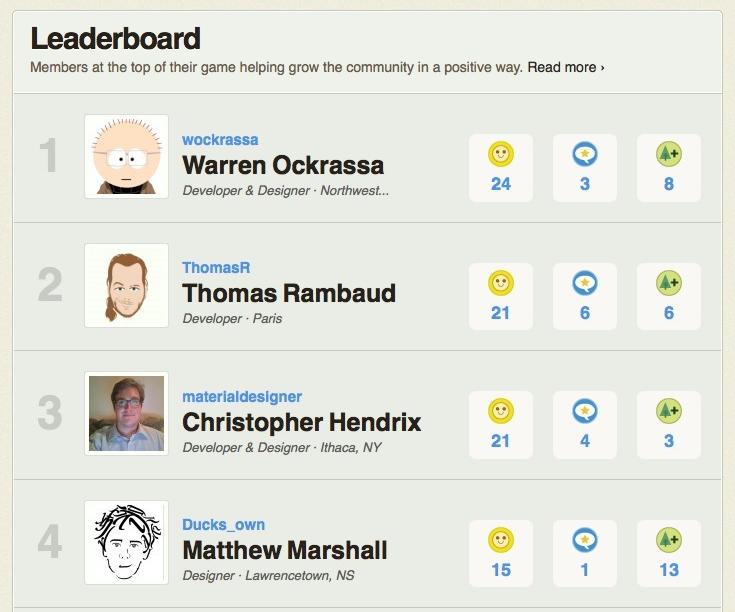 Leaderboard
Members at the top of their game helping grow the community in a positive way. Read more ›
1
wockrassa
Warren Ockrassa
Developer & Designer · Northwest...
24 3 8
2
ThomasR
Thomas Rambaud
Developer · Paris
21 6 6
3
materialdesigner
Christopher Hendrix
Developer & Designer · Ithaca, NY
21 4 3
4
Ducks_own
Matthew Marshall
Designer · Lawrencetown, NS
15 1 13